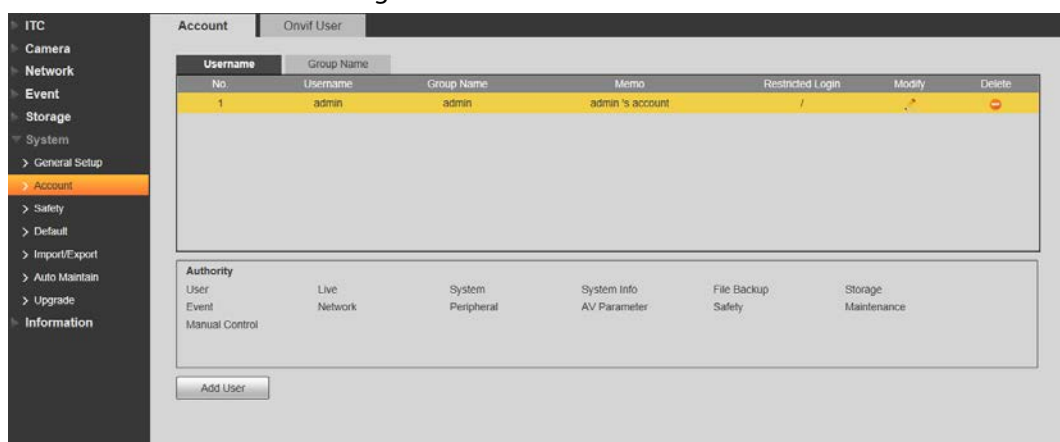 ITC
Camera
Network
Event
Storage
System
General Setup
Account
Safety
Default
Import/Export
Auto Maintain
Upgrade
Information
Account Onvif User
Username Group Name
No. Username Group Name Memo Restricted Login Modify Delete
1 admin admin admin 's account /
Authority
User Live System System Info File Backup Storage
Event Network Peripheral AV Parameter Safety Maintenance
Manual Control
Add User